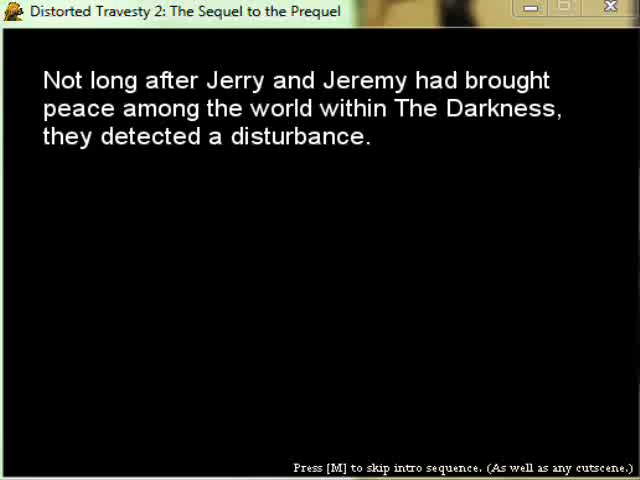 Distorted Travesty 2: The Sequel to the Prequel
Not long after Jerry and Jeremy had brought
peace among the world within The Darkness,
they detected a disturbance.
Press [M] to skip intro sequence. (As well as any cutscene.)